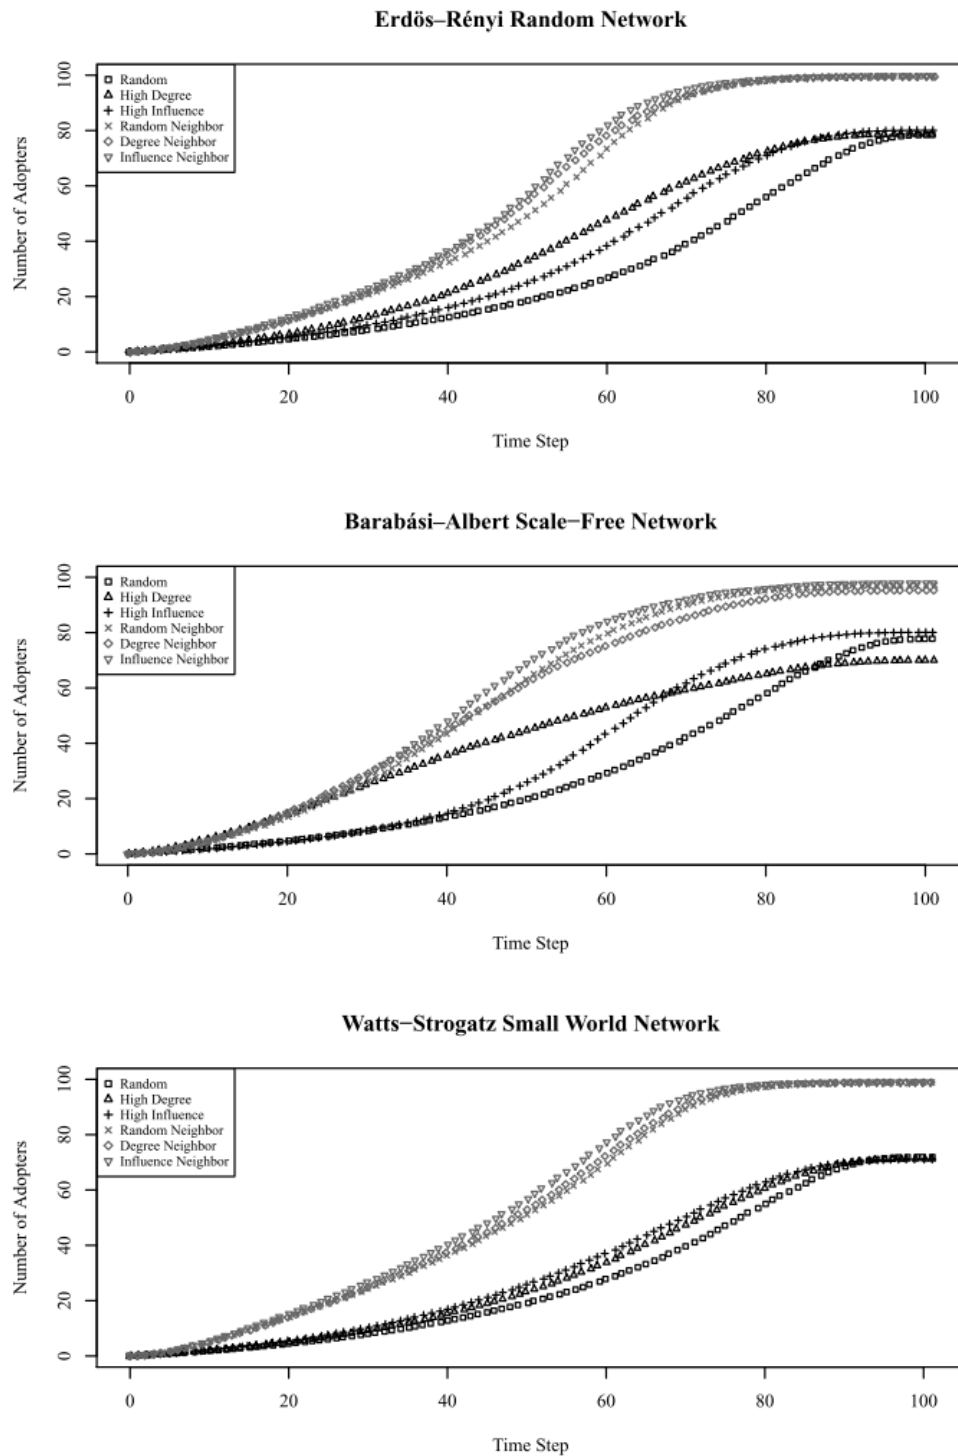 Erdös–Rényi Random Network
Number of Adopters
100
80
60
40
20
0
Random
High Degree
High Influence
Random Neighbor
Degree Neighbor
Influence Neighbor
0 20 40 60 80 100
Time Step
Barabási–Albert Scale−Free Network
Number of Adopters
100
80
60
40
20
0
Random
High Degree
High Influence
Random Neighbor
Degree Neighbor
Influence Neighbor
0 20 40 60 80 100
Time Step
Watts−Strogatz Small World Network
Number of Adopters
100
80
60
40
20
0
Random
High Degree
High Influence
Random Neighbor
Degree Neighbor
Influence Neighbor
0 20 40 60 80 100
Time Step